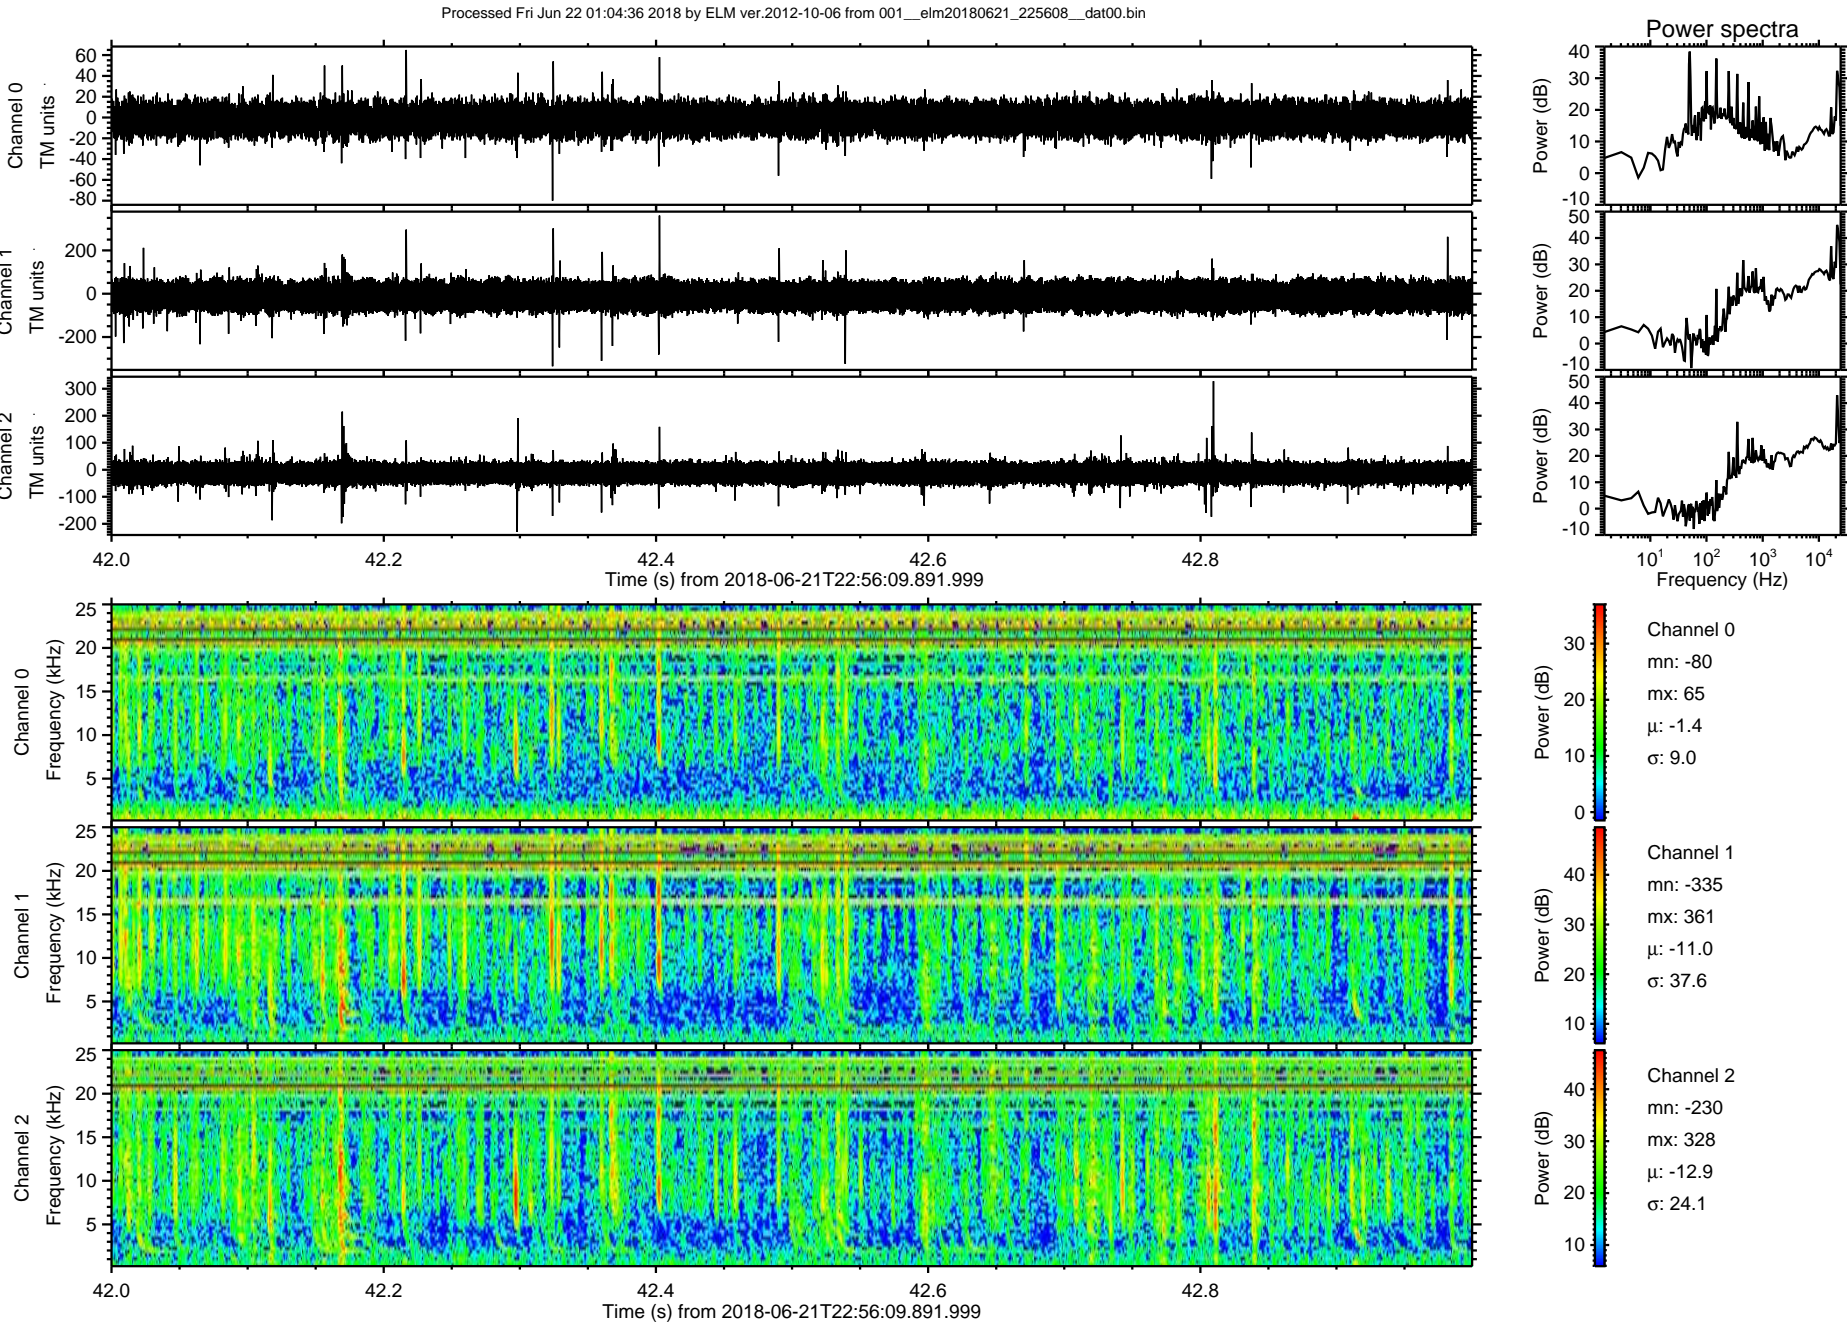 Processed Fri Jun 22 01:04:36 2018 by ELM ver.2012-10-06 from 001__elm20180621_225608__dat00.bin
Power spectra
Channel 0
TM units
60
40
20
0
-20
-40
-60
-80
Power (dB)
40
30
20
10
0
-10
Channel 1
TM units
200
0
-200
Power (dB)
50
40
30
20
10
0
-10
Channel 2
TM units
300
200
100
0
-100
-200
Power (dB)
50
40
30
20
10
0
-10
42.0 42.2 42.4 42.6 42.8
Time (s) from 2018-06-21T22:56:09.891.999
10¹ 10² 10³ 10⁴
Frequency (Hz)
Channel 0
Frequency (kHz)
25
20
15
10
5
Power (dB)
30
20
10
0
Channel 0
mn: -80
mx: 65
μ: -1.4
σ: 9.0
Channel 1
Frequency (kHz)
25
20
15
10
5
Power (dB)
40
30
20
10
Channel 1
mn: -335
mx: 361
μ: -11.0
σ: 37.6
Channel 2
Frequency (kHz)
25
20
15
10
5
Power (dB)
40
30
20
10
Channel 2
mn: -230
mx: 328
μ: -12.9
σ: 24.1
42.0 42.2 42.4 42.6 42.8
Time (s) from 2018-06-21T22:56:09.891.999